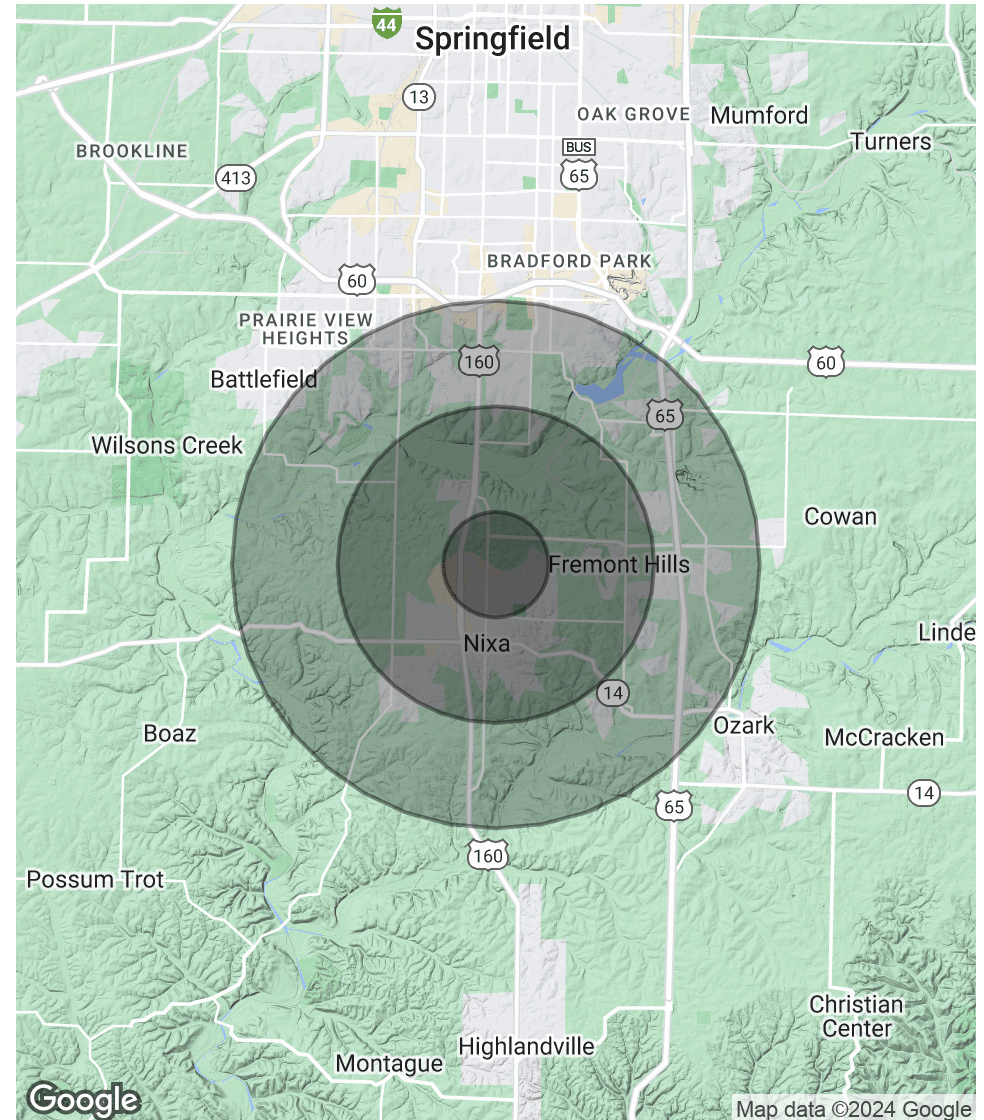 44
Springfield
13
OAK GROVE
Mumford
BUS
65
Turners
BROOKLINE
413
BRADFORD PARK
60
PRAIRIE VIEW
HEIGHTS
160
60
Battlefield
65
Wilsons Creek
Cowan
Fremont Hills
Linde
Nixa
14
Boaz
Ozark
McCracken
14
65
160
Possum Trot
Christian
Center
Highlandville
Montague
Google
Map data ©2024 Google